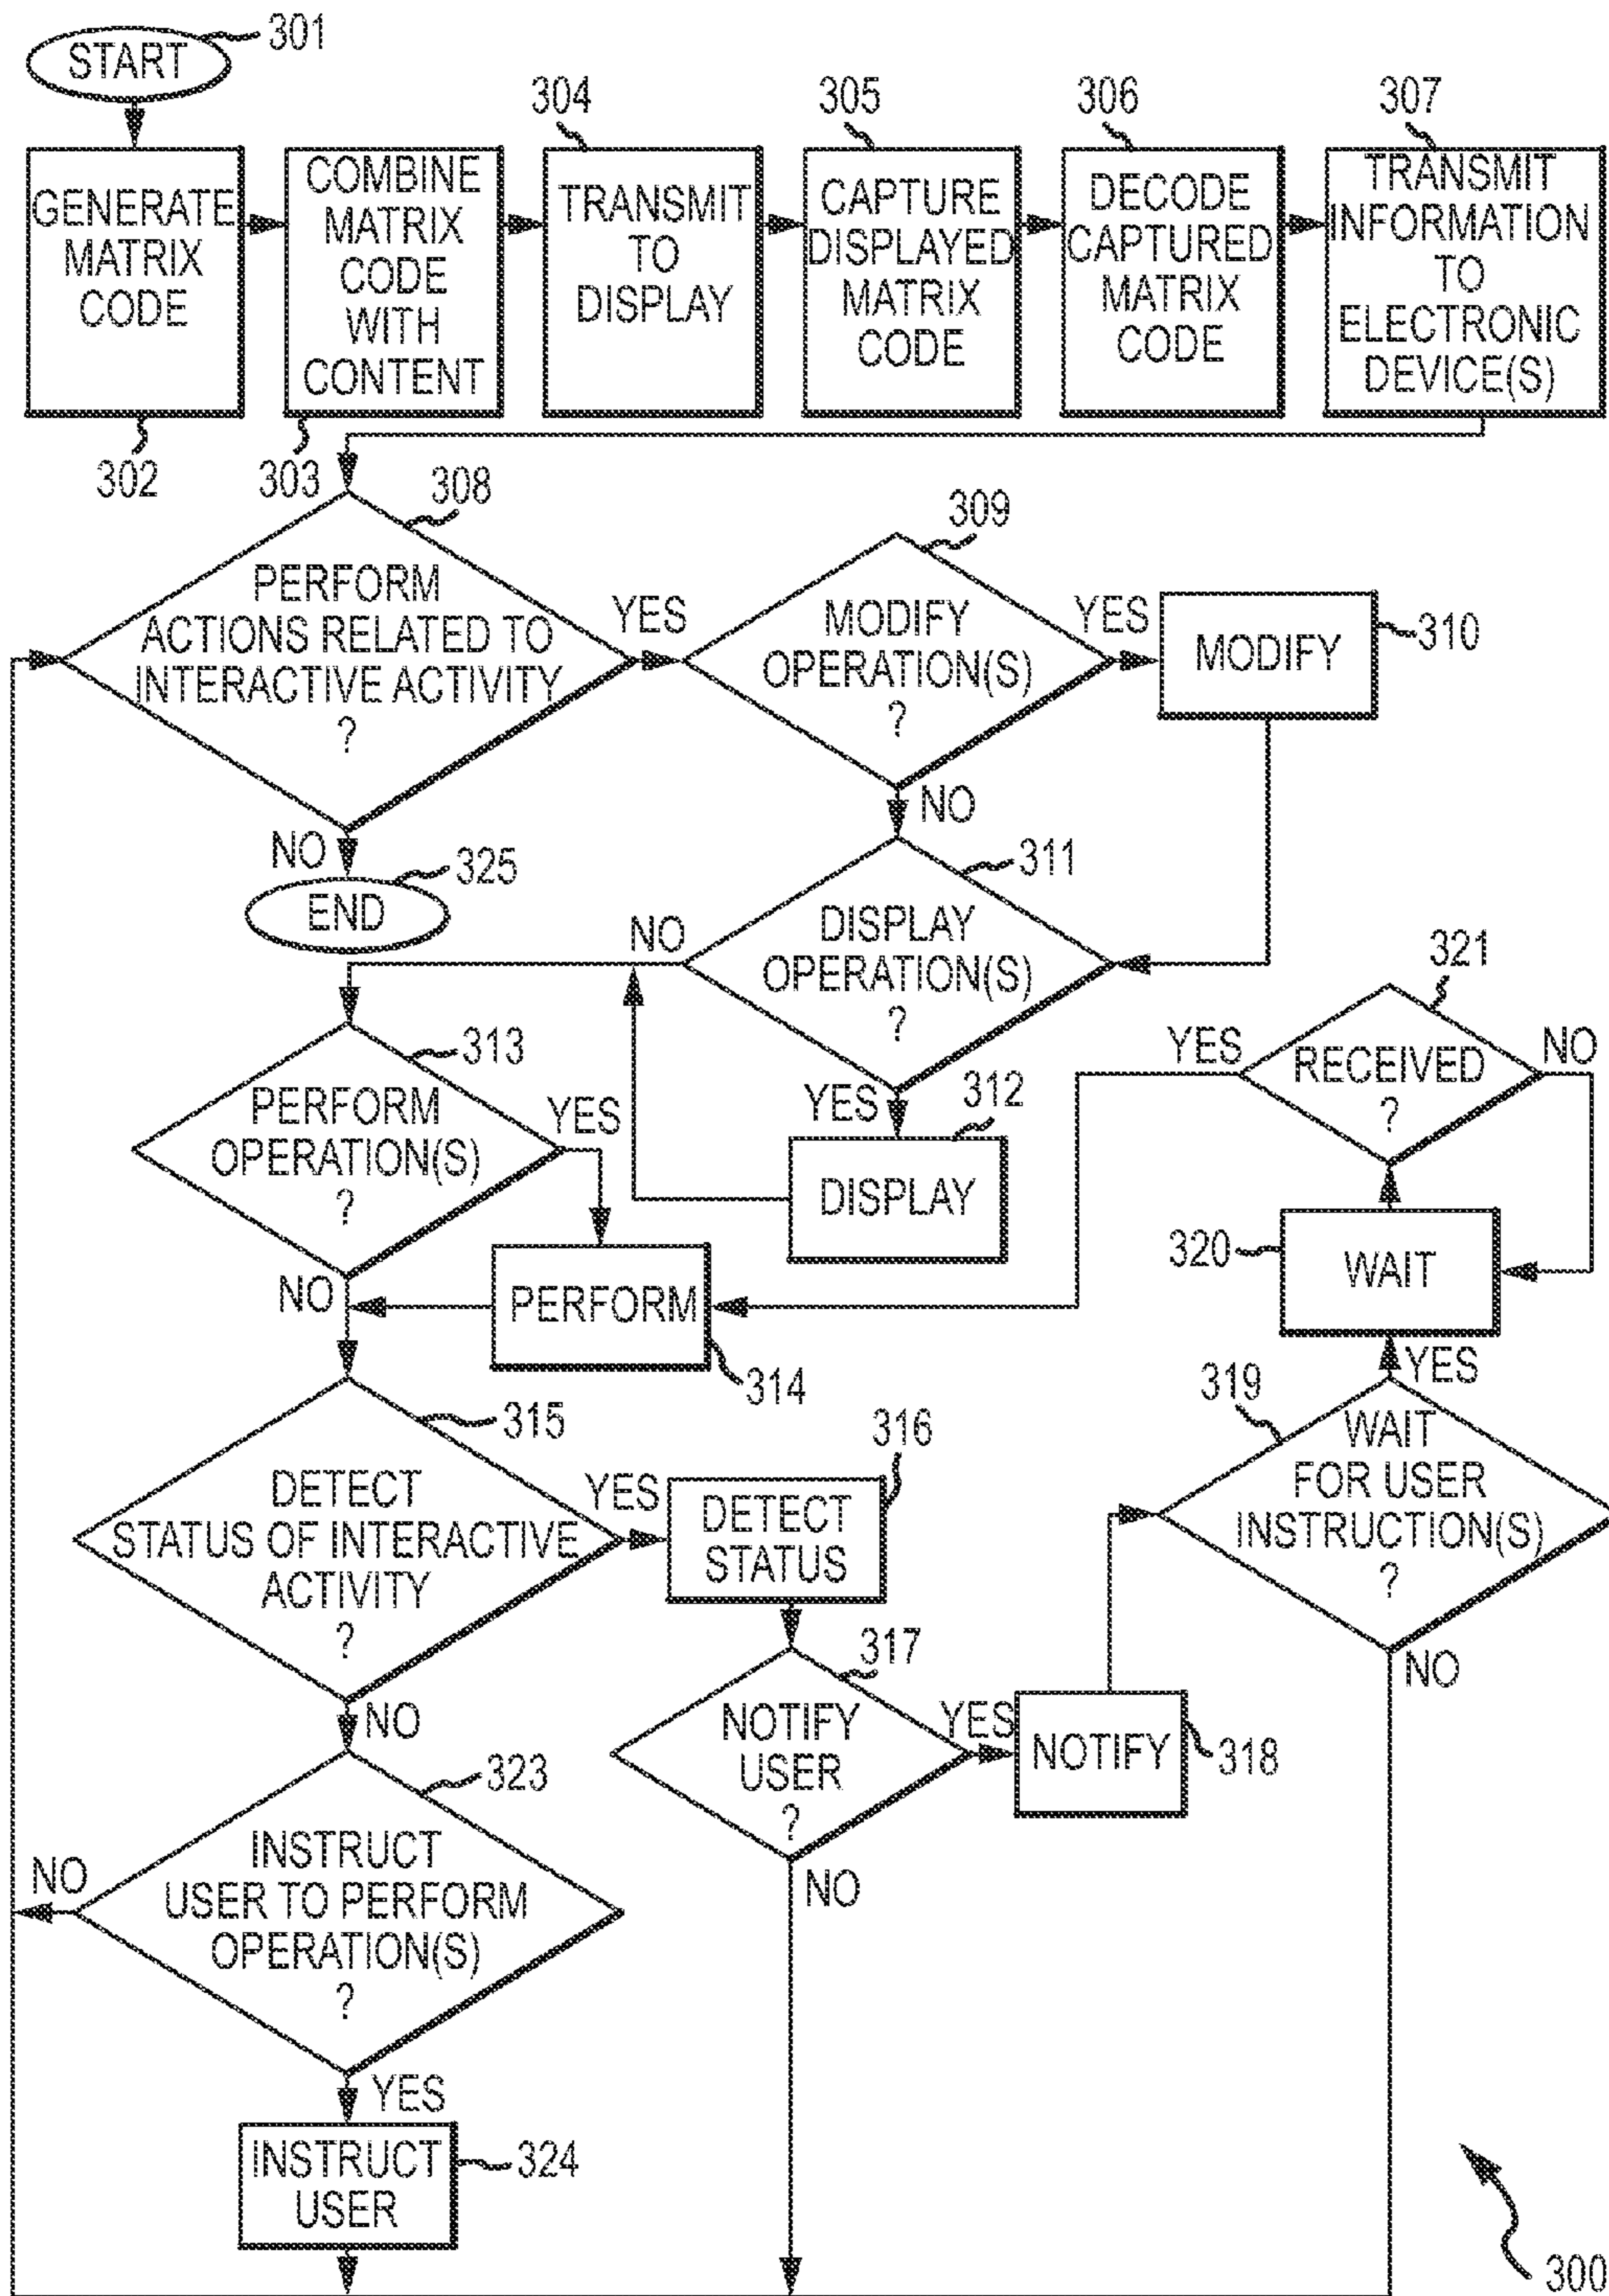 START
301
304
305
306
307
GENERATE
MATRIX
CODE
COMBINE
MATRIX
CODE
WITH
CONTENT
TRANSMIT
TO
DISPLAY
CAPTURE
DISPLAYED
MATRIX
CODE
DECODE
CAPTURED
MATRIX
CODE
TRANSMIT
INFORMATION
TO
ELECTRONIC
DEVICE(S)
302
303
308
309
PERFORM
ACTIONS RELATED TO
INTERACTIVE ACTIVITY
?
YES
MODIFY
OPERATION(S)
?
YES
MODIFY
310
NO
325
END
NO
311
NO
DISPLAY
OPERATION(S)
?
321
313
PERFORM
OPERATION(S)
?
YES
YES
312
DISPLAY
YES
RECEIVED
?
NO
320
WAIT
NO
PERFORM
314
YES
315
316
319
DETECT
STATUS OF INTERACTIVE
ACTIVITY
?
YES
DETECT
STATUS
WAIT
FOR USER
INSTRUCTION(S)
?
NO
317
NO
NOTIFY
USER
?
YES
NOTIFY
318
323
NO
INSTRUCT
USER TO PERFORM
OPERATION(S)
?
NO
YES
INSTRUCT
USER
324
300